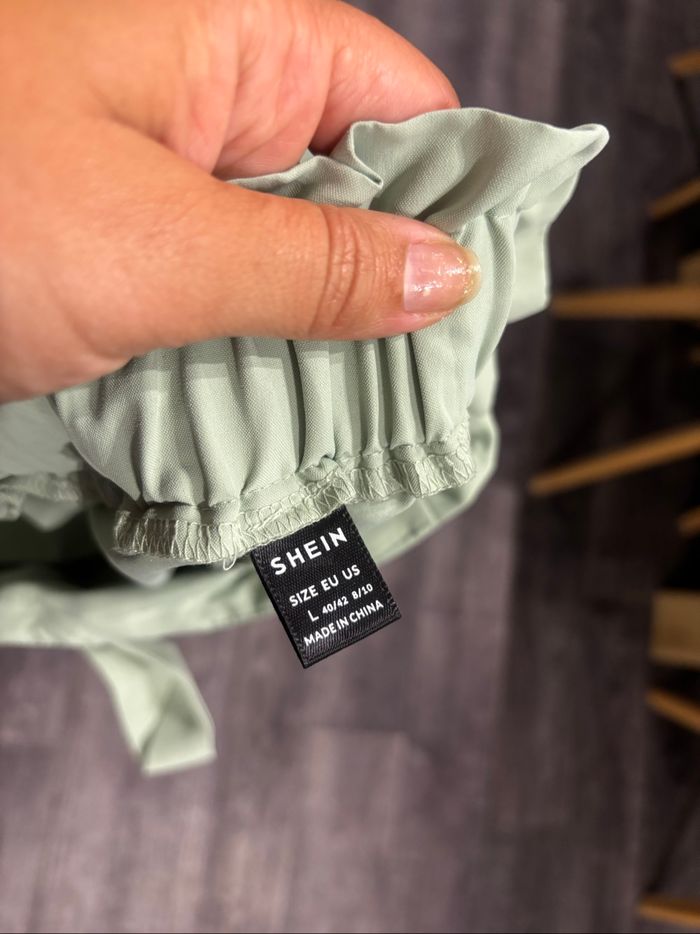 SHEIN
SIZE EU US
L 40/42 8/10
MADE IN CHINA